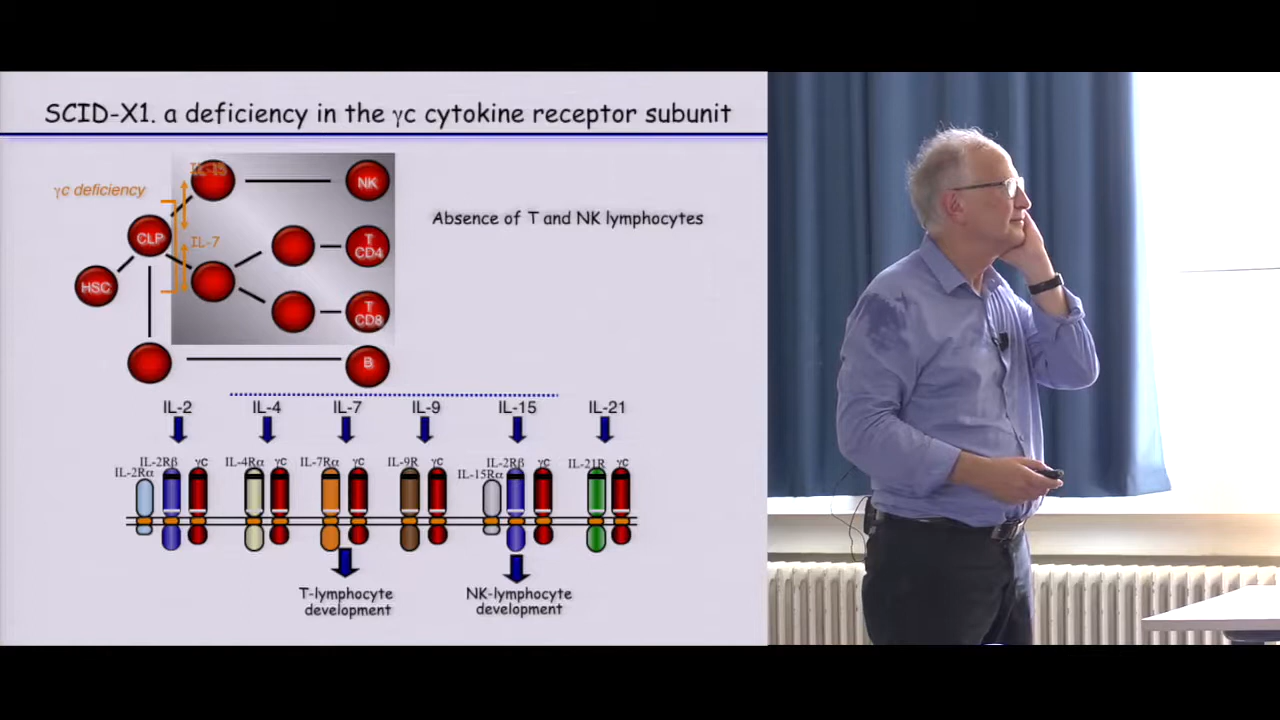 SCID-X1. a deficiency in the γc cytokine receptor subunit
γc deficiency
IL-15
NK
Absence of T and NK lymphocytes
CLP
IL-7
T
CD4
HSC
T
CD8
B
IL-2 IL-4 IL-7 IL-9 IL-15 IL-21
IL-2Rα IL-2Rβ γc IL-4Rα γc IL-7Rα γc IL-9R γc IL-15Rα IL-2Rβ γc IL-21R γc
T-lymphocyte
development
NK-lymphocyte
development